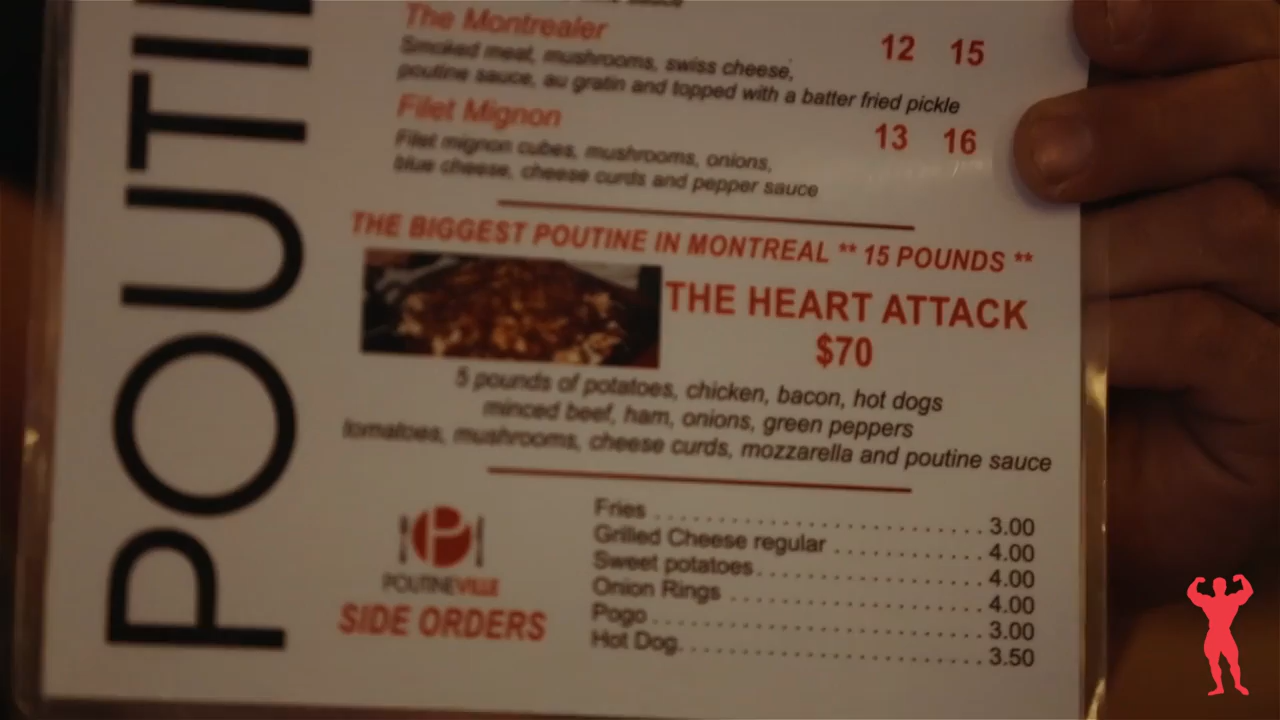 POUTI
The Montrealer 12 15
Smoked meat, mushrooms, swiss cheese,
poutine sauce, au gratin and topped with a batter fried pickle
Filet Mignon 13 16
Filet mignon cubes, mushrooms, onions,
blue cheese, cheese curds and pepper sauce
THE BIGGEST POUTINE IN MONTREAL ** 15 POUNDS **
THE HEART ATTACK
$70
5 pounds of potatoes, chicken, bacon, hot dogs
minced beef, ham, onions, green peppers
tomatoes, mushrooms, cheese curds, mozzarella and poutine sauce
POUTINEVILLE
SIDE ORDERS
Fries . . . . . . . . . . . . . . . . . . . . . . . . . 3.00
Grilled Cheese regular . . . . . . . . . . . . 4.00
Sweet potatoes . . . . . . . . . . . . . . . . . . 4.00
Onion Rings . . . . . . . . . . . . . . . . . . . . 4.00
Pogo . . . . . . . . . . . . . . . . . . . . . . . . . 3.00
Hot Dog. . . . . . . . . . . . . . . . . . . . . . . 3.50